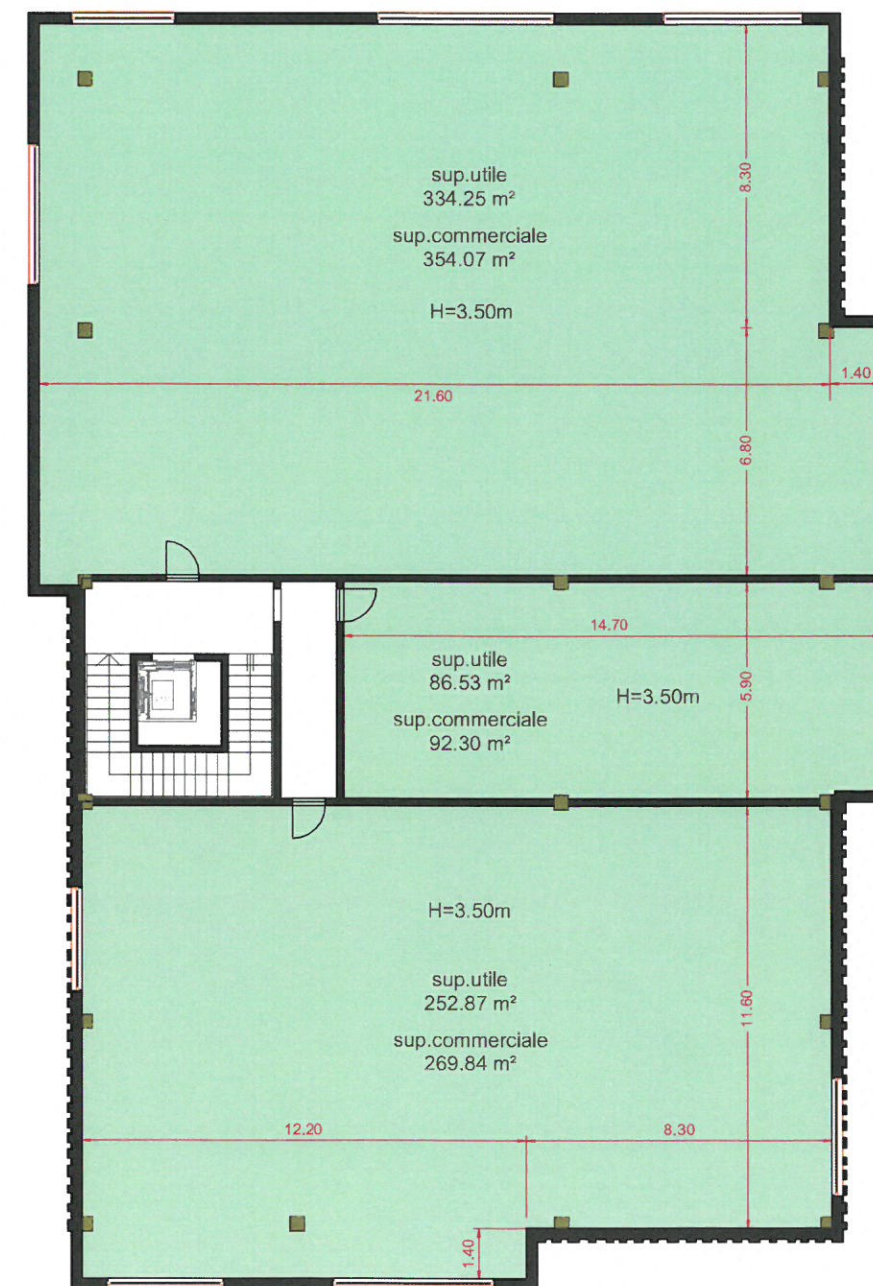 8.30
sup.utile
334.25 m²
sup.commerciale
354.07 m²
H=3.50m
1.40
21.60
6.80
14.70
sup.utile
86.53 m²
H=3.50m
5.90
sup.commerciale
92.30 m²
H=3.50m
sup.utile
252.87 m²
11.60
sup.commerciale
269.84 m²
12.20
8.30
1.40